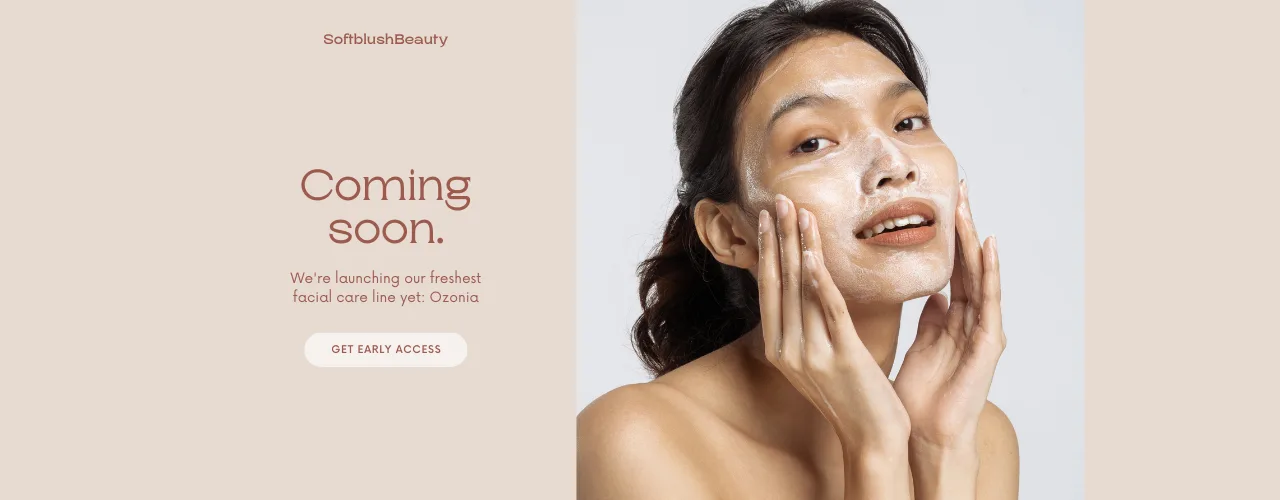 SoftblushBeauty
Coming
soon.
We're launching our freshest
facial care line yet: Ozonia
GET EARLY ACCESS